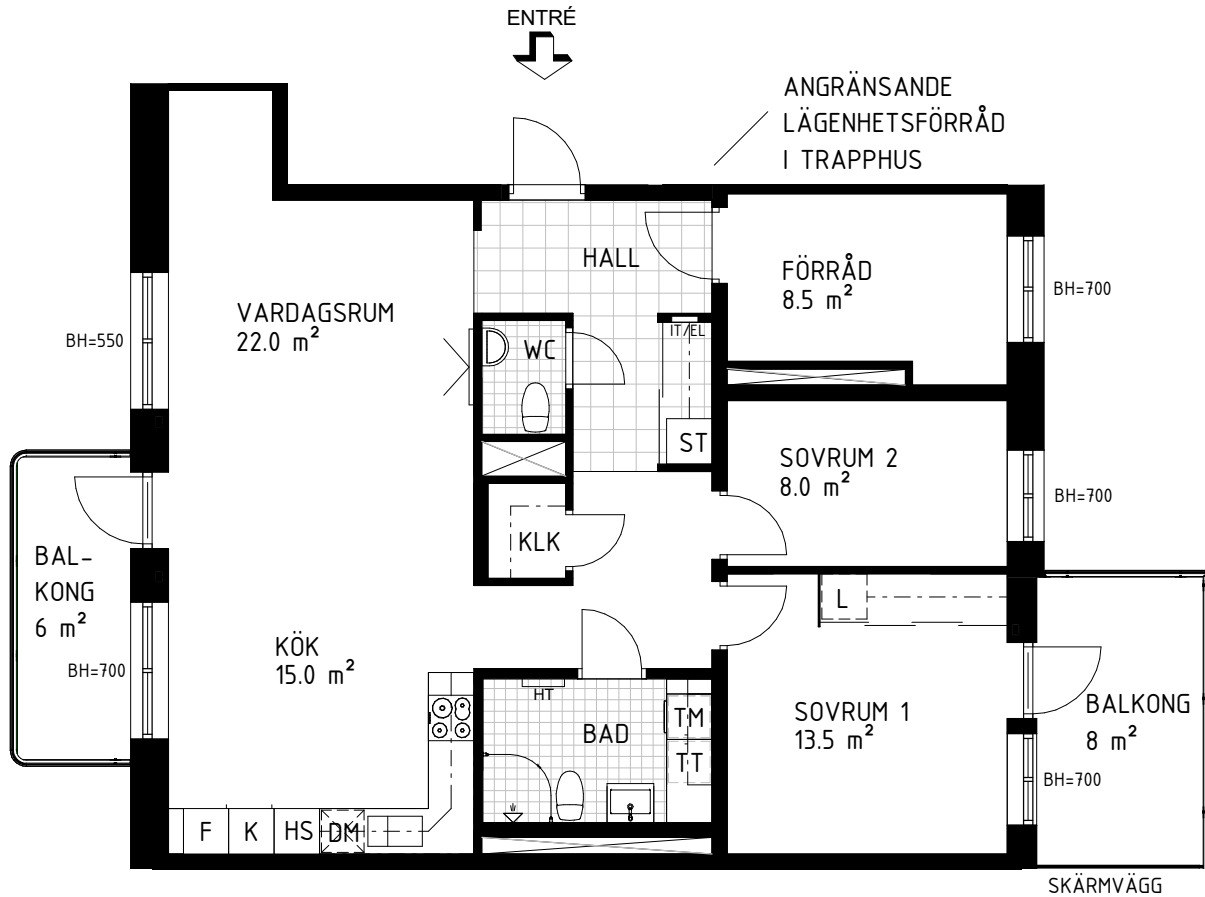 ENTRÉ
ANGRÄNSANDE
LÄGENHETSFÖRRÅD
I TRAPPHUS
HALL
FÖRRÅD
8.5 m²
BH=700
VARDAGSRUM
22.0 m²
BH=550
WC
IT/EL
ST
SOVRUM 2
8.0 m²
BH=700
KLK
BAL-
KONG
6 m²
BH=700
KÖK
15.0 m²
L
HT
BAD
TM
TT
SOVRUM 1
13.5 m²
BH=700
BALKONG
8 m²
F
K
HS
DM
SKÄRMVÄGG